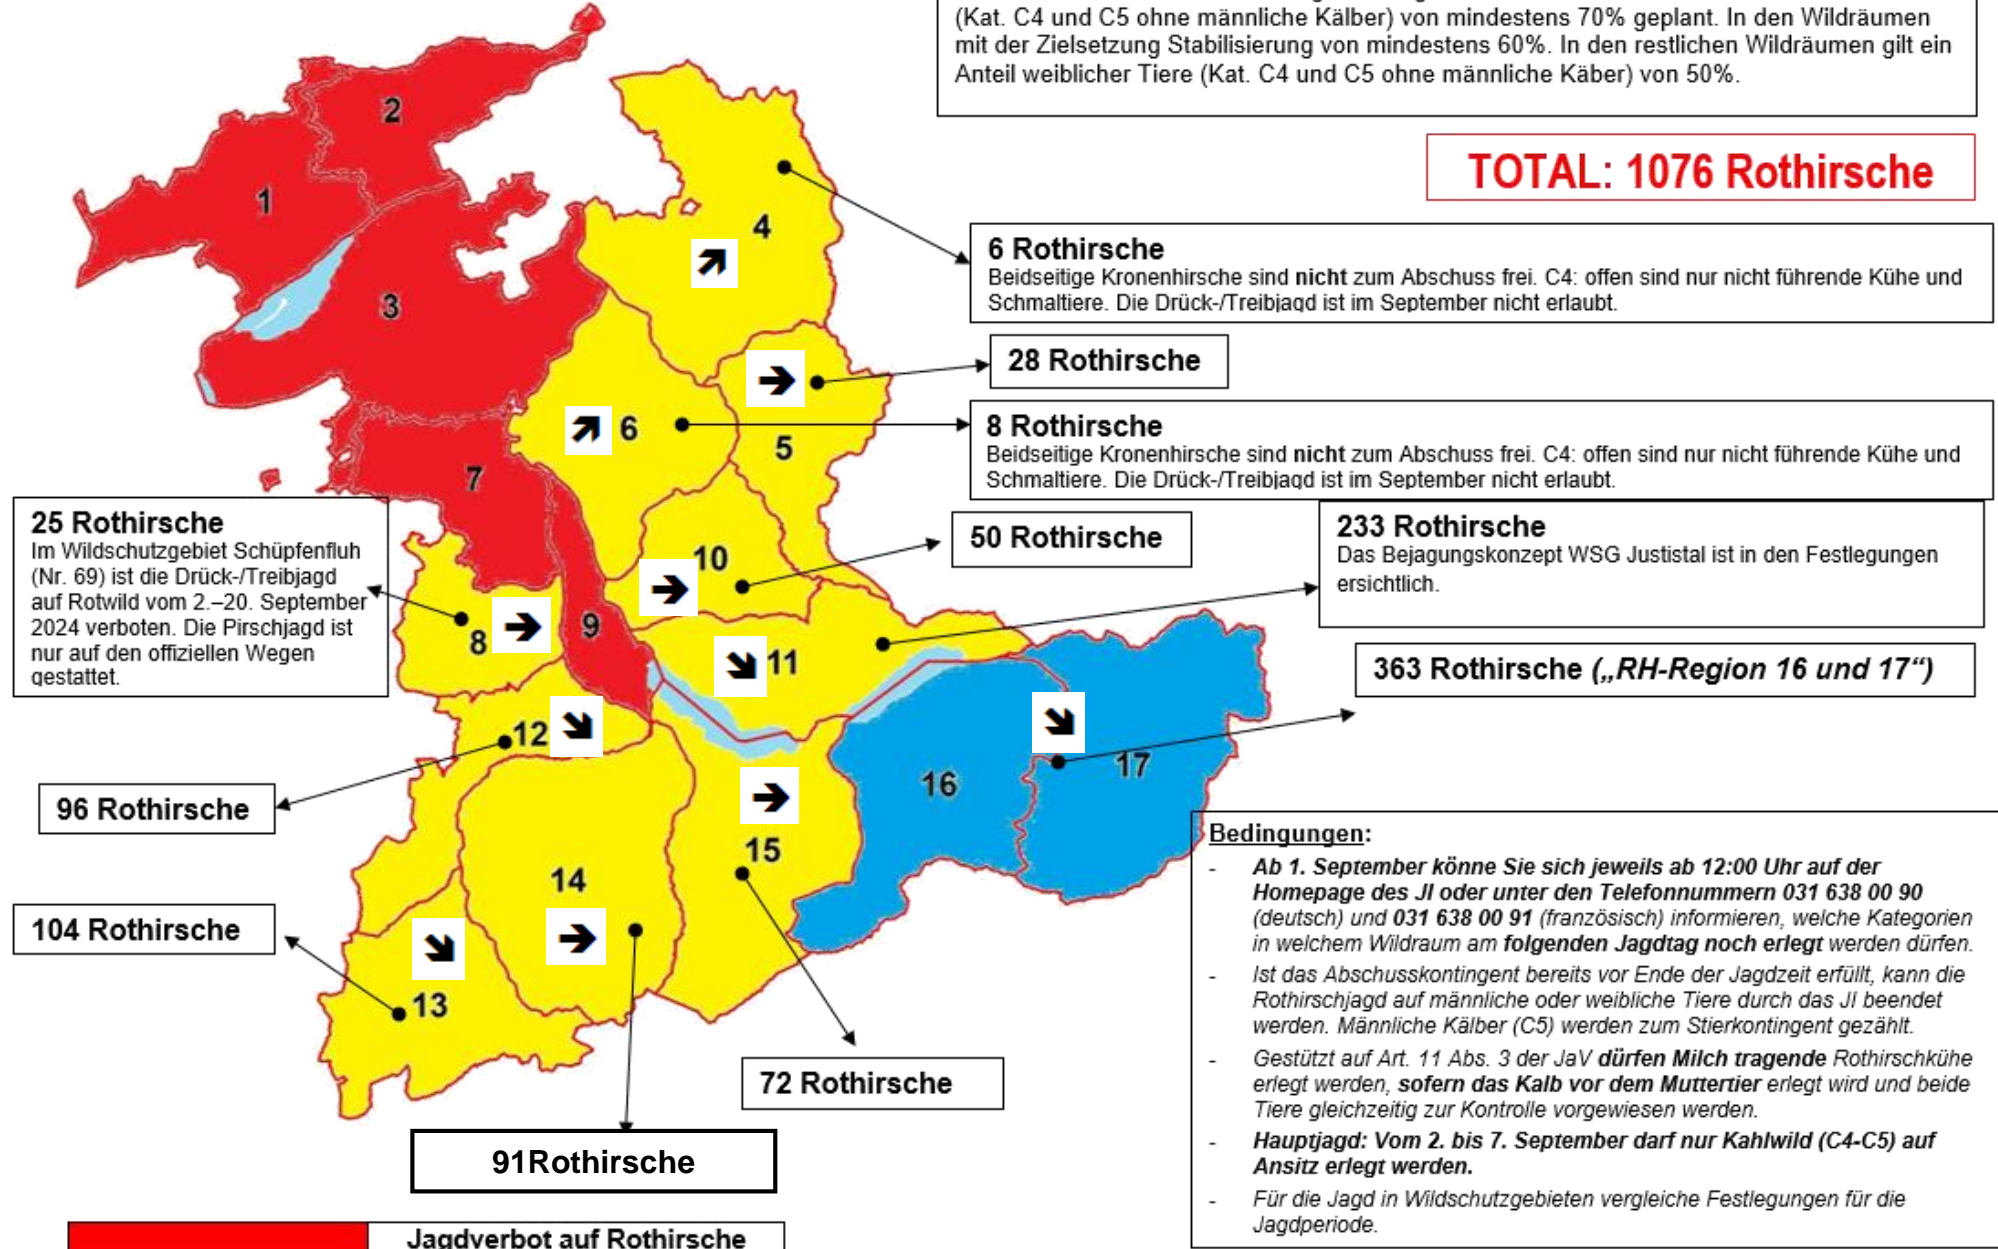 (Kat. C4 und C5 ohne männliche Kälber) von mindestens 70% geplant. In den Wildräumen
mit der Zielsetzung Stabilisierung von mindestens 60%. In den restlichen Wildräumen gilt ein
Anteil weiblicher Tiere (Kat. C4 und C5 ohne männliche Käber) von 50%.
TOTAL: 1076 Rothirsche
2
1
3
4
6 Rothirsche
Beidseitige Kronenhirsche sind nicht zum Abschuss frei. C4: offen sind nur nicht führende Kühe und
Schmaltiere. Die Drück-/Treibjagd ist im September nicht erlaubt.
28 Rothirsche
6
5
8 Rothirsche
Beidseitige Kronenhirsche sind nicht zum Abschuss frei. C4: offen sind nur nicht führende Kühe und
Schmaltiere. Die Drück-/Treibjagd ist im September nicht erlaubt.
7
25 Rothirsche
Im Wildschutzgebiet Schüpfenfluh
(Nr. 69) ist die Drück-/Treibjagd
auf Rotwild vom 2.–20. September
2024 verboten. Die Pirschjagd ist
nur auf den offiziellen Wegen
gestattet.
10
50 Rothirsche
233 Rothirsche
Das Bejagungskonzept WSG Justistal ist in den Festlegungen
ersichtlich.
8
9
11
363 Rothirsche („RH-Region 16 und 17“)
12
16
17
96 Rothirsche
15
14
104 Rothirsche
13
72 Rothirsche
91Rothirsche
Bedingungen:
- Ab 1. September könne Sie sich jeweils ab 12:00 Uhr auf der
Homepage des JI oder unter den Telefonnummern 031 638 00 90
(deutsch) und 031 638 00 91 (französisch) informieren, welche Kategorien
in welchem Wildraum am folgenden Jagdtag noch erlegt werden dürfen.
- Ist das Abschusskontingent bereits vor Ende der Jagdzeit erfüllt, kann die
Rothirschjagd auf männliche oder weibliche Tiere durch das JI beendet
werden. Männliche Kälber (C5) werden zum Stierkontingent gezählt.
- Gestützt auf Art. 11 Abs. 3 der JaV dürfen Milch tragende Rothirschkühe
erlegt werden, sofern das Kalb vor dem Muttertier erlegt wird und beide
Tiere gleichzeitig zur Kontrolle vorgewiesen werden.
- Hauptjagd: Vom 2. bis 7. September darf nur Kahlwild (C4-C5) auf
Ansitz erlegt werden.
- Für die Jagd in Wildschutzgebieten vergleiche Festlegungen für die
Jagdperiode.
Jagdverbot auf Rothirsche